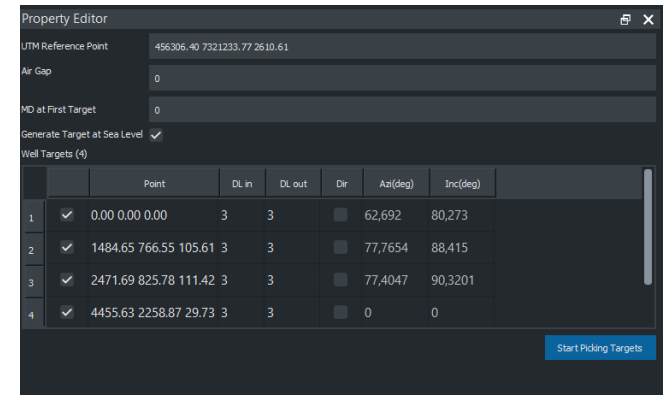 Property Editor
UTM Reference Point 456306.40 7321233.77 2610.61
Air Gap 0
MD at First Target 0
Generate Target at Sea Level
Well Targets (4)
Point DL in DL out Dir Azi(deg) Inc(deg)
1 0.00 0.00 0.00 3 3 62,692 80,273
2 1484.65 766.55 105.61 3 3 77,7654 88,415
3 2471.69 825.78 111.42 3 3 77,4047 90,3201
4 4455.63 2258.87 29.73 3 3 0 0
Start Picking Targets